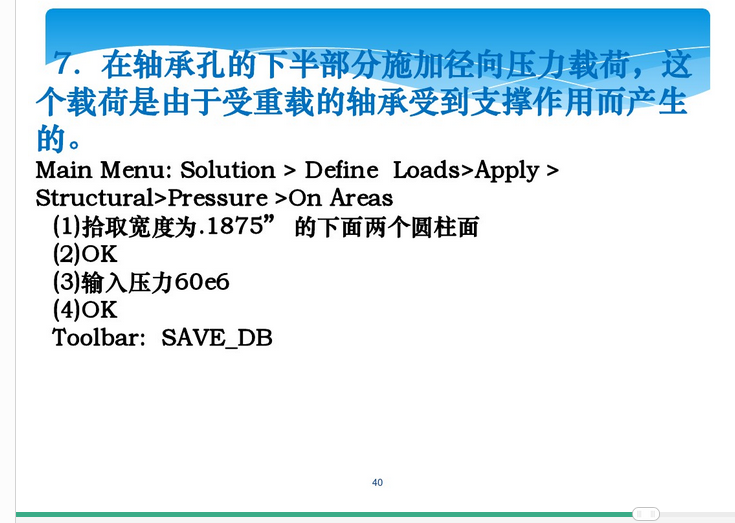 7. 在轴承孔的下半部分施加径向压力载荷，这
个载荷是由于受重载的轴承受到支撑作用而产生
的。
Main Menu: Solution > Define Loads>Apply >
Structural>Pressure >On Areas
(1)拾取宽度为.1875” 的下面两个圆柱面
(2)OK
(3)输入压力60e6
(4)OK
Toolbar: SAVE_DB
40